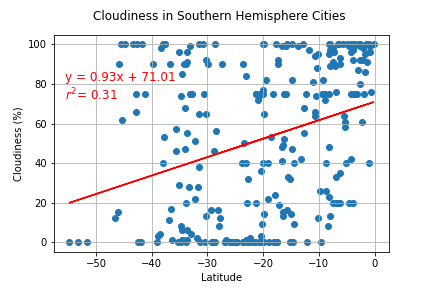 Cloudiness in Southern Hemisphere Cities
100
80
60
40
20
0
Cloudiness (%)
y = 0.93x + 71.01
r²= 0.31
−50
−40
−30
−20
−10
0
Latitude